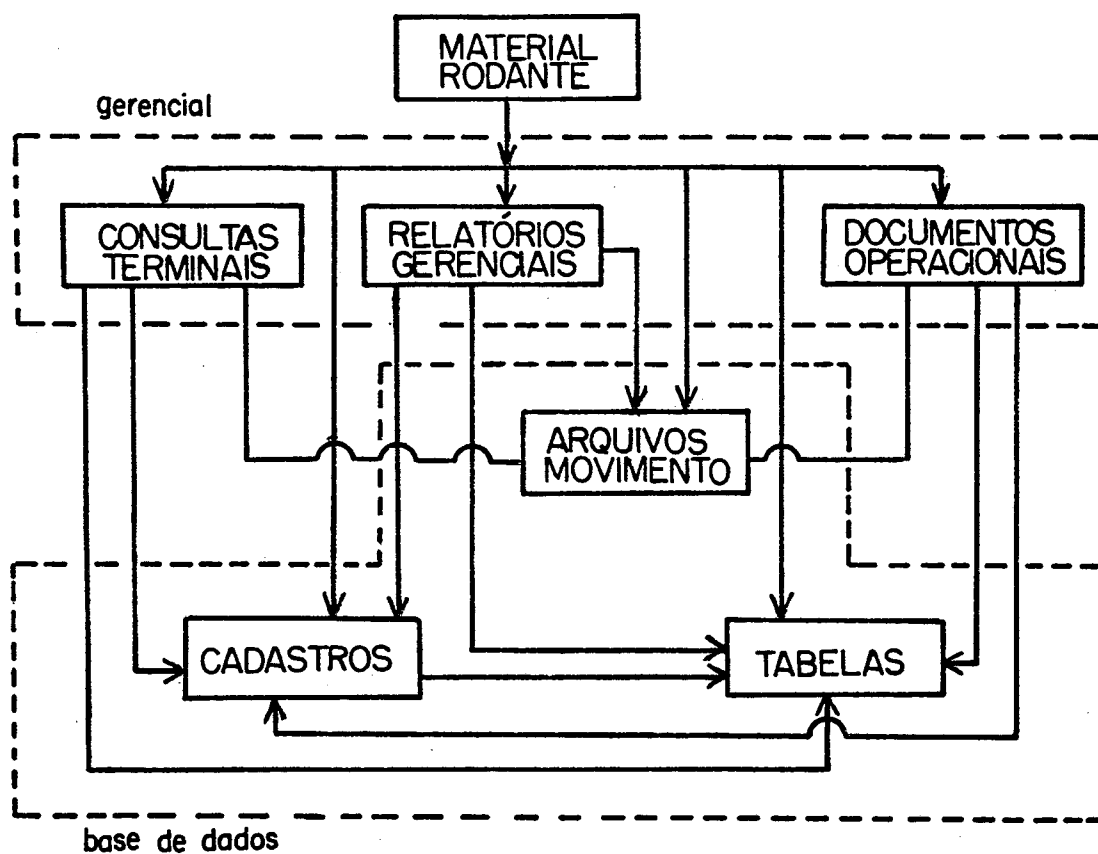 MATERIAL
RODANTE
gerencial
CONSULTAS
TERMINAIS
RELATÓRIOS
GERENCIAIS
DOCUMENTOS
OPERACIONAIS
ARQUIVOS
MOVIMENTO
CADASTROS
TABELAS
base de dados